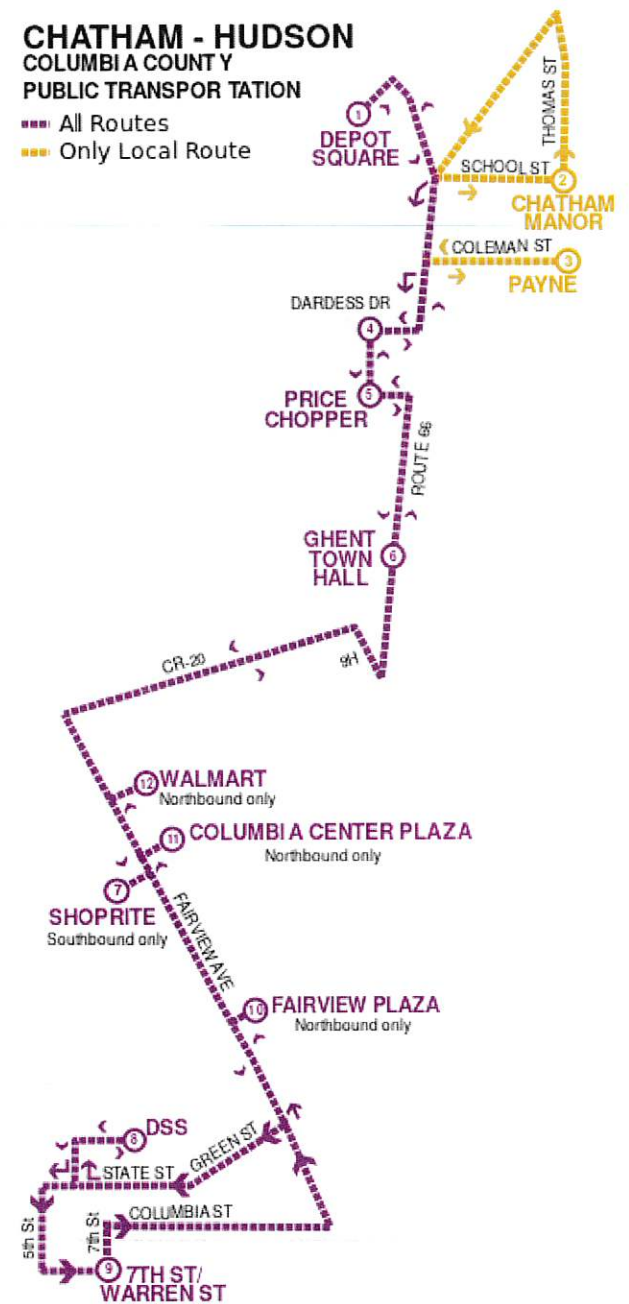 CHATHAM - HUDSON
COLUMBIA COUNTY
PUBLIC TRANSPORTATION
All Routes
Only Local Route
THOMAS ST
1
DEPOT
SQUARE
SCHOOL ST
2
CHATHAM
MANOR
COLEMAN ST
3
PAYNE
DARDESS DR
4
5
PRICE
CHOPPER
ROUTE 66
GHENT
TOWN
HALL
6
CR-20
9H
12
WALMART
Northbound only
11
COLUMBIA CENTER PLAZA
Northbound only
7
SHOPRITE
Southbound only
FAIRVIEW AVE
10
FAIRVIEW PLAZA
Northbound only
8
DSS
GREEN ST
STATE ST
5th St
7th St
COLUMBIA ST
9
7TH ST/
WARREN ST